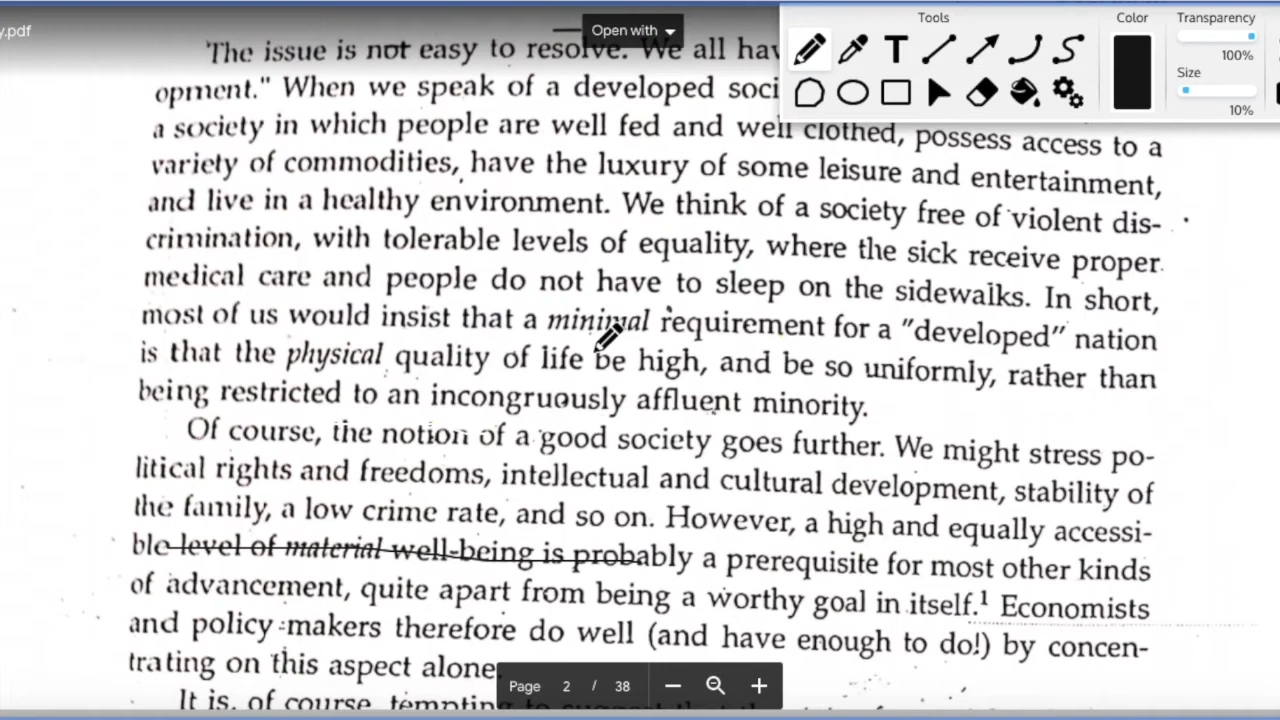 y.pdf
Open with
Tools
Color
Transparency
100%
Size
10%
The issue is not easy to resolve. We all hav
opment." When we speak of a developed soci
a society in which people are well fed and well clothed, possess access to a
variety of commodities, have the luxury of some leisure and entertainment,
and live in a healthy environment. We think of a society free of violent dis-
crimination, with tolerable levels of equality, where the sick receive proper
medical care and people do not have to sleep on the sidewalks. In short,
most of us would insist that a minimal requirement for a "developed" nation
is that the physical quality of life be high, and be so uniformly, rather than
being restricted to an incongruously affluent minority.
Of course, the notion of a good society goes further. We might stress po-
litical rights and freedoms, intellectual and cultural development, stability of
the family, a low crime rate, and so on. However, a high and equally accessi-
ble level of material well-being is probably a prerequisite for most other kinds
of advancement, quite apart from being a worthy goal in itself.¹ Economists
and policy-makers therefore do well (and have enough to do!) by concen-
trating on this aspect alone.
It is, of course, tempting to suggest that the
Page 2 / 38